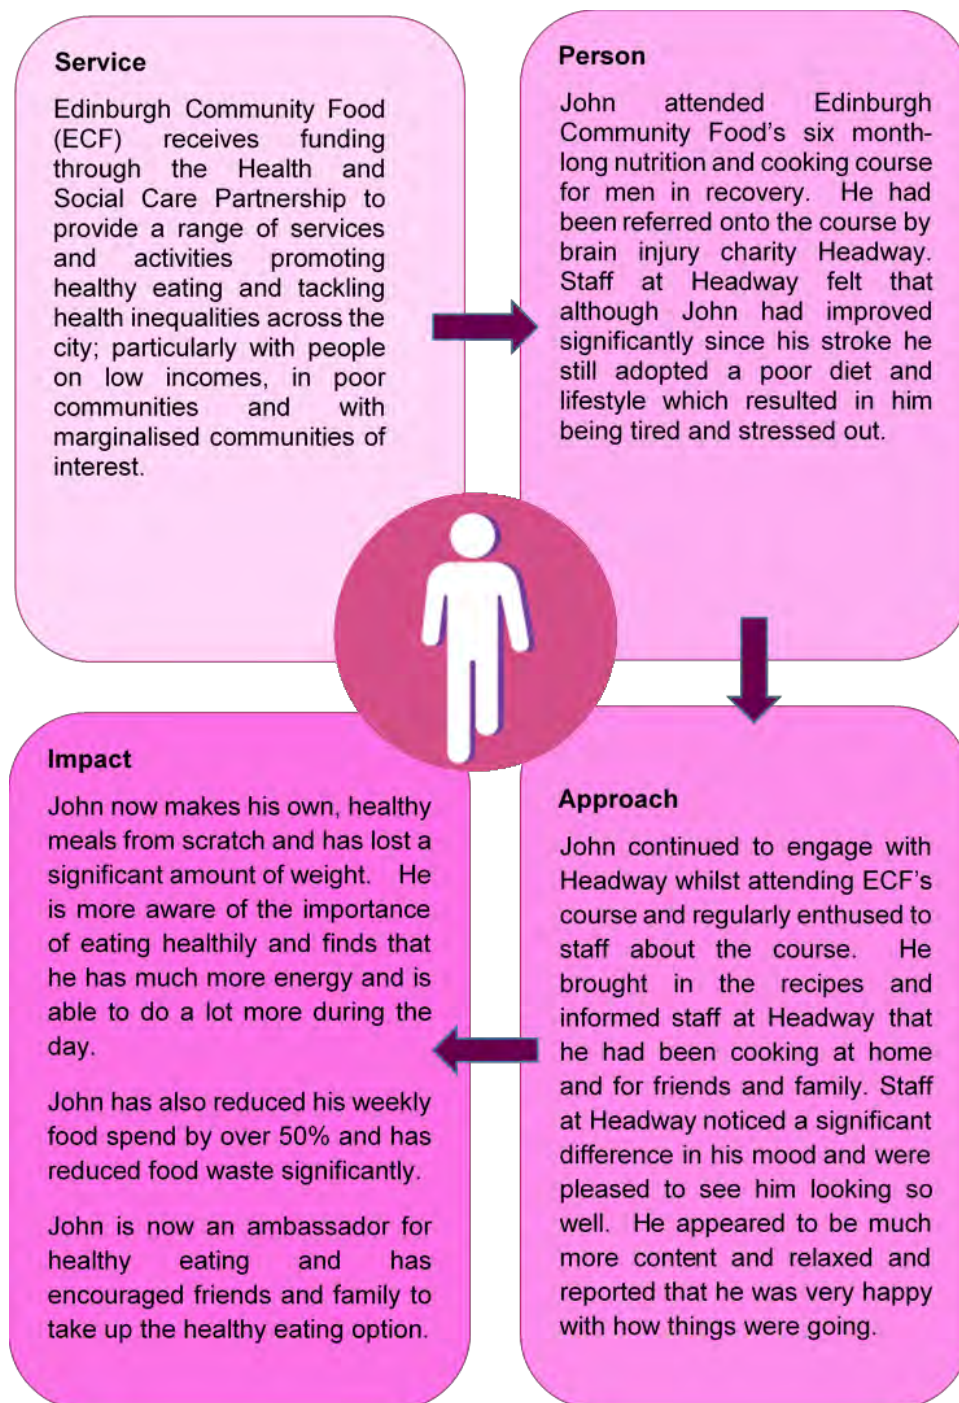 Service
Edinburgh Community Food
(ECF) receives funding
through the Health and
Social Care Partnership to
provide a range of services
and activities promoting
healthy eating and tackling
health inequalities across the
city; particularly with people
on low incomes, in poor
communities and with
marginalised communities of
interest.
Person
John attended Edinburgh
Community Food’s six month-
long nutrition and cooking course
for men in recovery. He had
been referred onto the course by
brain injury charity Headway.
Staff at Headway felt that
although John had improved
significantly since his stroke he
still adopted a poor diet and
lifestyle which resulted in him
being tired and stressed out.
Approach
John continued to engage with
Headway whilst attending ECF’s
course and regularly enthused to
staff about the course. He
brought in the recipes and
informed staff at Headway that
he had been cooking at home
and for friends and family. Staff
at Headway noticed a significant
difference in his mood and were
pleased to see him looking so
well. He appeared to be much
more content and relaxed and
reported that he was very happy
with how things were going.
Impact
John now makes his own, healthy
meals from scratch and has lost a
significant amount of weight. He
is more aware of the importance
of eating healthily and finds that
he has much more energy and is
able to do a lot more during the
day.
John has also reduced his weekly
food spend by over 50% and has
reduced food waste significantly.
John is now an ambassador for
healthy eating and has
encouraged friends and family to
take up the healthy eating option.